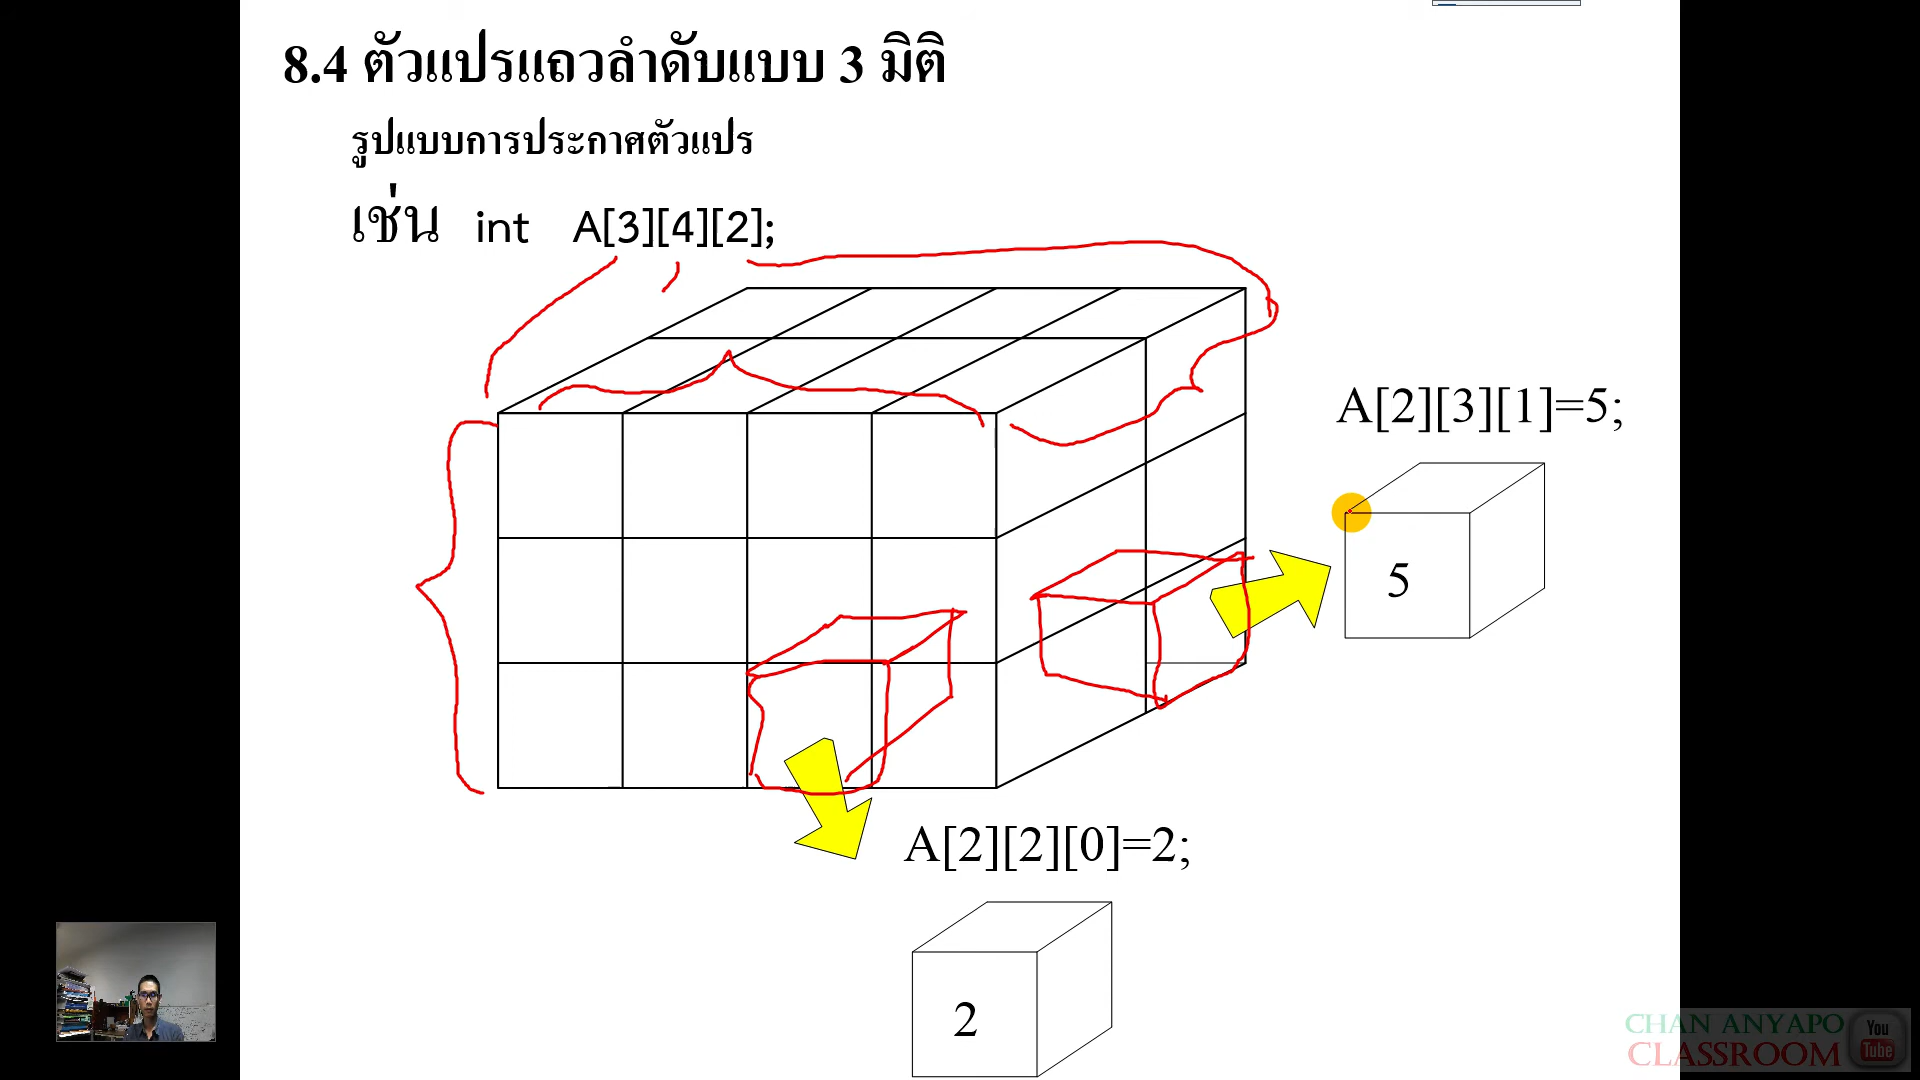 8.4 ตัวแปรแถวลำดับแบบ 3 มิติ
รูปแบบการประกาศตัวแปร
เช่น int A[3][4][2];
A[2][3][1]=5;
5
A[2][2][0]=2;
2
CHAN ANYAPO
CLASSROOM
You
Tube